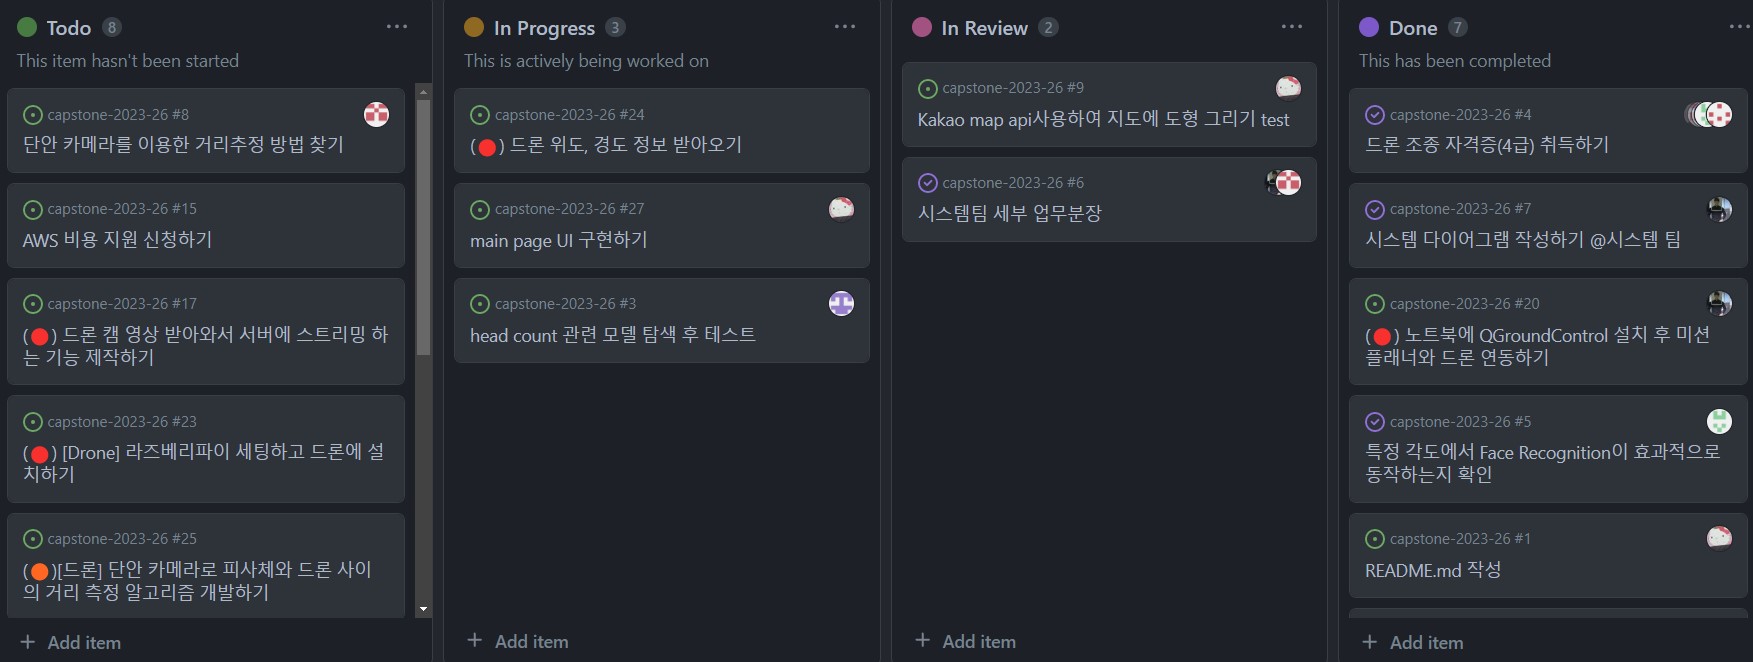 Todo 8
This item hasn't been started
capstone-2023-26 #8
단안 카메라를 이용한 거리추정 방법 찾기
capstone-2023-26 #15
AWS 비용 지원 신청하기
capstone-2023-26 #17
(🔴) 드론 캠 영상 받아와서 서버에 스트리밍 하
는 기능 제작하기
capstone-2023-26 #23
(🔴) [Drone] 라즈베리파이 세팅하고 드론에 설
치하기
capstone-2023-26 #25
(🟠)[드론] 단안 카메라로 피사체와 드론 사이
의 거리 측정 알고리즘 개발하기
+ Add item
In Progress 3
This is actively being worked on
capstone-2023-26 #24
(🔴) 드론 위도, 경도 정보 받아오기
capstone-2023-26 #27
main page UI 구현하기
capstone-2023-26 #3
head count 관련 모델 탐색 후 테스트
+ Add item
In Review 2
capstone-2023-26 #9
Kakao map api사용하여 지도에 도형 그리기 test
capstone-2023-26 #6
시스템팀 세부 업무분장
+ Add item
Done 7
This has been completed
capstone-2023-26 #4
드론 조종 자격증(4급) 취득하기
capstone-2023-26 #7
시스템 다이어그램 작성하기 @시스템 팀
capstone-2023-26 #20
(🔴) 노트북에 QGroundControl 설치 후 미션
플래너와 드론 연동하기
capstone-2023-26 #5
특정 각도에서 Face Recognition이 효과적으로
동작하는지 확인
capstone-2023-26 #1
README.md 작성
+ Add item